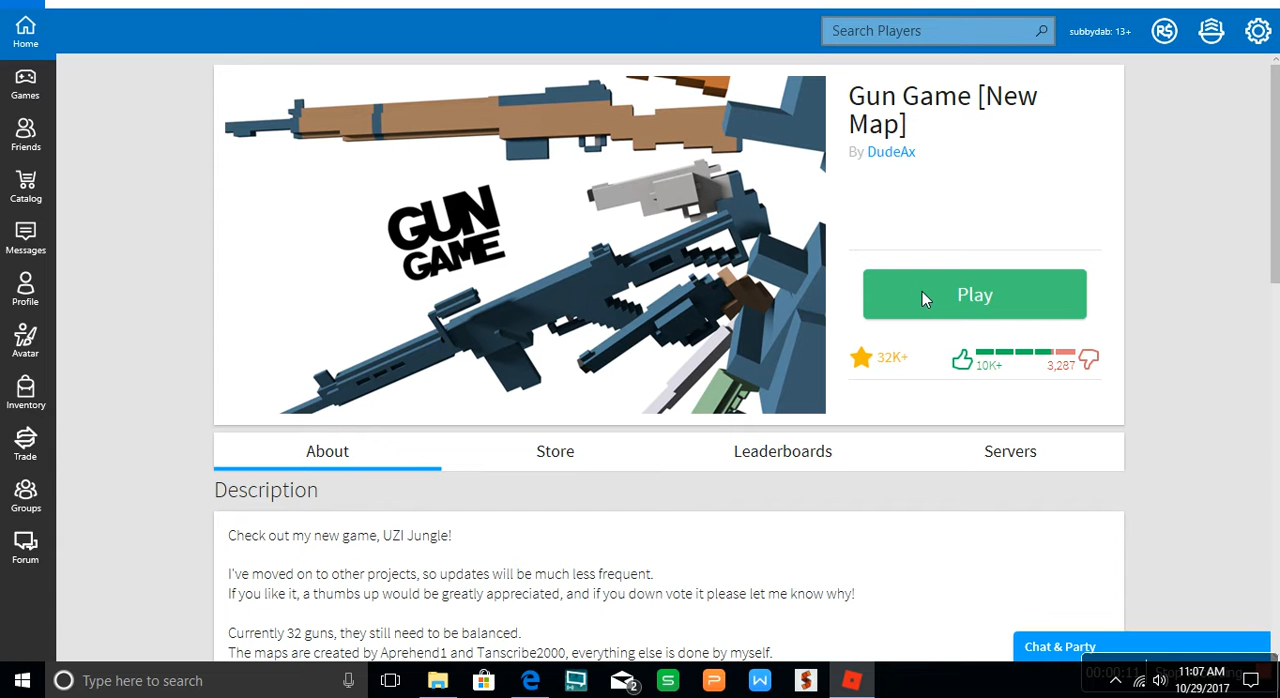 Home
Search Players
subbydab: 13+
R$
Games
Friends
Catalog
Messages
Profile
Avatar
Inventory
Trade
Groups
Forum
GUN
GAME
Gun Game [New
Map]
By DudeAx
Play
32K+
10K+
3,287
About
Store
Leaderboards
Servers
Description
Check out my new game, UZI Jungle!
I've moved on to other projects, so updates will be much less frequent.
If you like it, a thumbs up would be greatly appreciated, and if you down vote it please let me know why!
Currently 32 guns, they still need to be balanced.
The maps are created by Aprehend1 and Tanscribe2000, everything else is done by myself.
Chat & Party
Type here to search
2
S
P
W
S
00:00:11
11:07 AM
10/29/2017